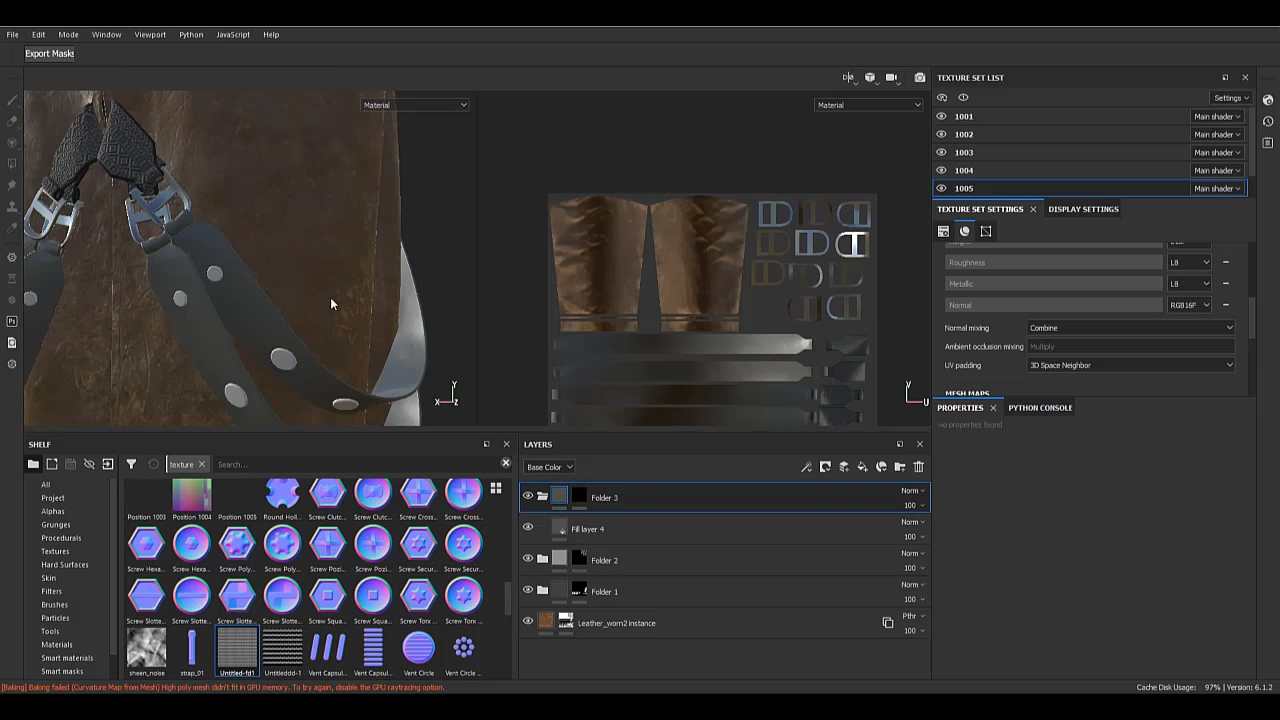 File Edit Mode Window Viewport Python JavaScript Help
Export Masks
Material
Material
TEXTURE SET LIST
Settings
1001 Main shader
1002 Main shader
1003 Main shader
1004 Main shader
1005 Main shader
TEXTURE SET SETTINGS DISPLAY SETTINGS
Roughness L8
Metallic L8
Normal RGB16F
Normal mixing Combine
Ambient occlusion mixing Multiply
UV padding 3D Space Neighbor
MESH MAPS
PROPERTIES PYTHON CONSOLE
No properties found
Y
X Z
V
U
SHELF
texture Search...
All
Project
Alphas
Grunges
Procedurals
Textures
Hard Surfaces
Skin
Filters
Brushes
Particles
Tools
Materials
Smart materials
Smart masks
Position 1003 Position 1004 Position 1005 Round Holl... Screw Clutc... Screw Clutc... Screw Cross... Screw Cross...
Screw Hexa... Screw Hexa... Screw Poly... Screw Poly... Screw Pozi... Screw Pozi... Screw Secur... Screw Secur...
Screw Slotte... Screw Slotte... Screw Slotte... Screw Slotte... Screw Squa... Screw Squa... Screw Torx ... Screw Torx ...
sheen_noise strap_01 Untitled-fd1 Untitleddd-1 Vent Capsul... Vent Capsul... Vent Circle Vent Circle ...
LAYERS
Base Color
Folder 3 Norm 100
Fill layer 4 Norm 100
Folder 2 Norm 100
Folder 1 Norm 100
Leather_worn2 instance Pthr 100
[Baking] Baking failed (Curvature Map from Mesh) High poly mesh didn't fit in GPU memory. To try again, disable the GPU raytracing option.
Cache Disk Usage: 97% | Version: 6.1.2